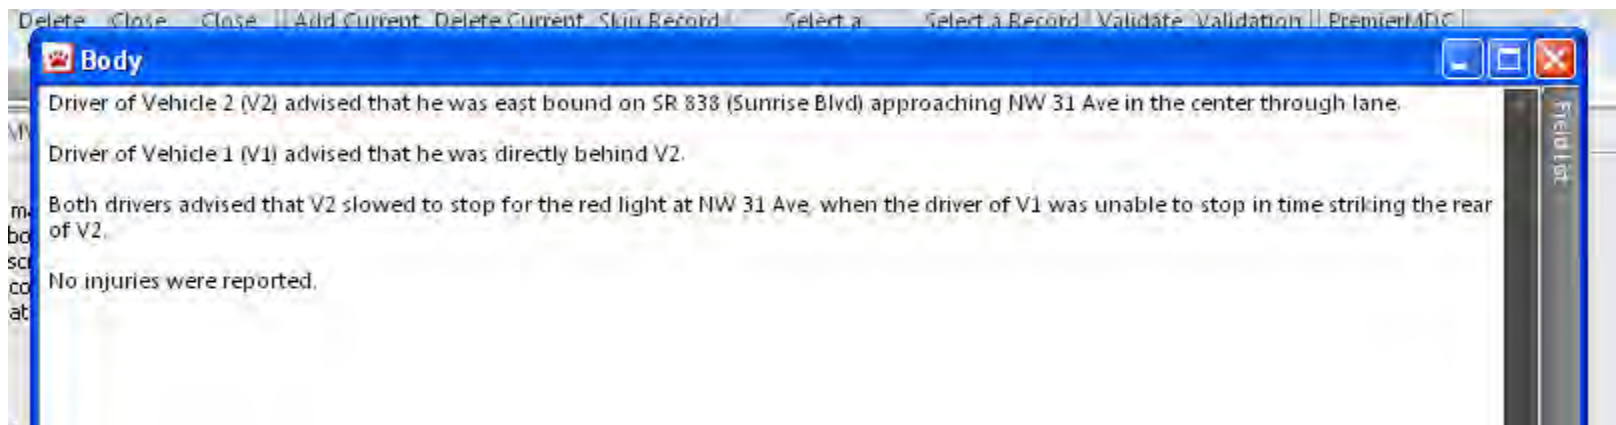 Delete Close Close Add Current Delete Current Skip Record Select a Select a Record Validate Validation PremierMDC
Body
Driver of Vehicle 2 (V2) advised that he was east bound on SR 838 (Sunrise Blvd) approaching NW 31 Ave in the center through lane.
Field List
Driver of Vehicle 1 (V1) advised that he was directly behind V2.
Both drivers advised that V2 slowed to stop for the red light at NW 31 Ave, when the driver of V1 was unable to stop in time striking the rear
of V2.
No injuries were reported.